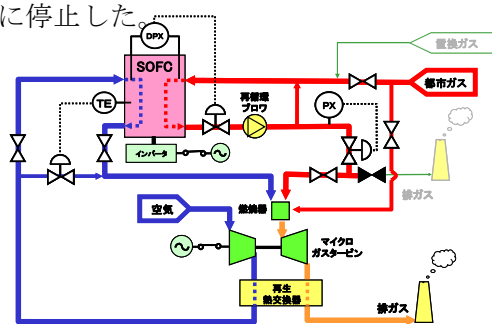 に停止した。
DPX
置換ガス
SOFC
都市ガス
TE
再循環
ブロワ
PX
インバータ
排ガス
空気
燃焼器
マイクロ
ガスタービン
再生
熱交換器
排ガス